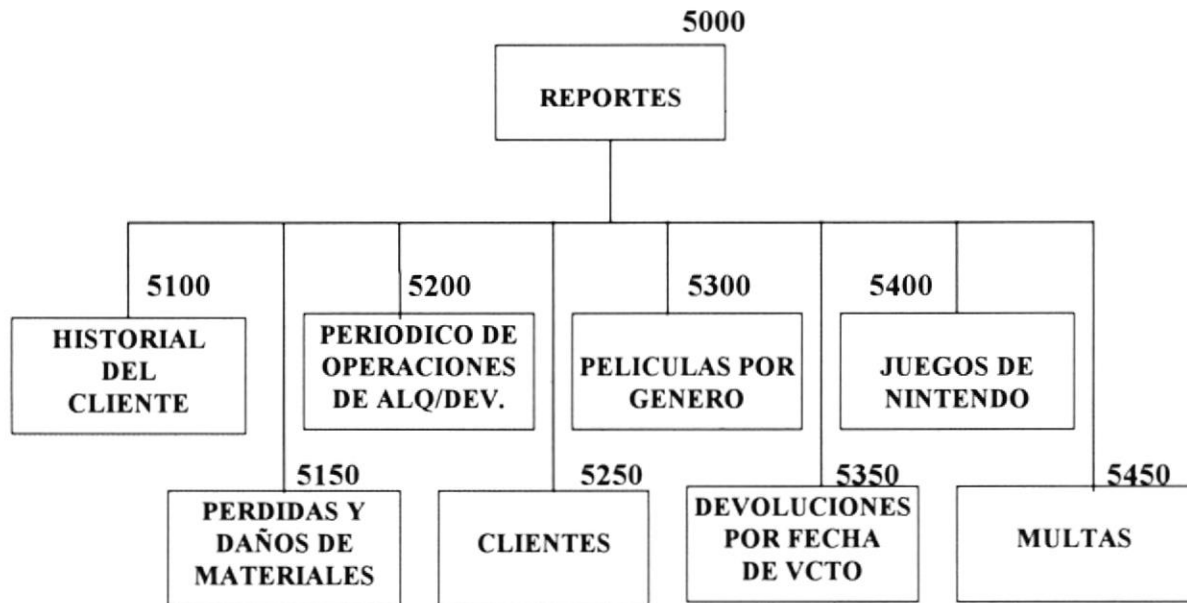 5000
REPORTES
5100
HISTORIAL
DEL
CLIENTE
5200
PERIODICO DE
OPERACIONES
DE ALQ/DEV.
5300
PELICULAS POR
GENERO
5400
JUEGOS DE
NINTENDO
5150
PERDIDAS Y
DAÑOS DE
MATERIALES
5250
CLIENTES
5350
DEVOLUCIONES
POR FECHA
DE VCTO
5450
MULTAS